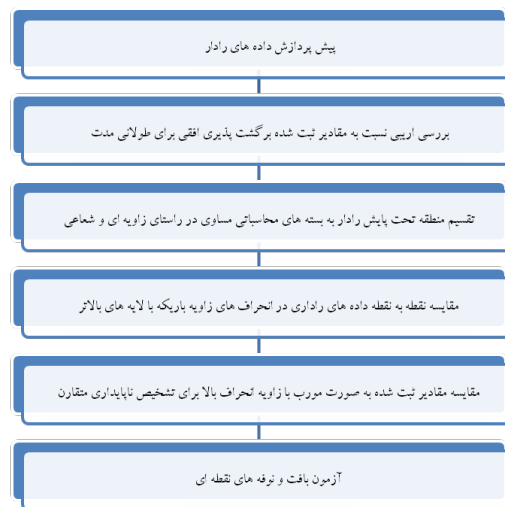 پیش پردازش داده های رادار
بررسی اریبی نسبت به مقادیر ثبت شده برگشت پذیری افقی برای طولانی مدت
تقسیم منطقه تحت پایش رادار به بسته های محاسباتی مساوی در راستای زاویه ای و شعاعی
مقایسه نقطه به نقطه داده های راداری در انحراف های زاویه باریکه با لایه های بالاتر
مقایسه مقادیر ثبت شده به صورت مورب با زاویه انحراف بالا برای تشخیص ناپایداری متقارن
آزمون بافت و نوفه های نقطه ای